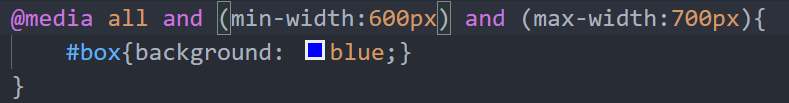 @media all and (min-width:600px) and (max-width:700px){
    #box{background: blue;}
}